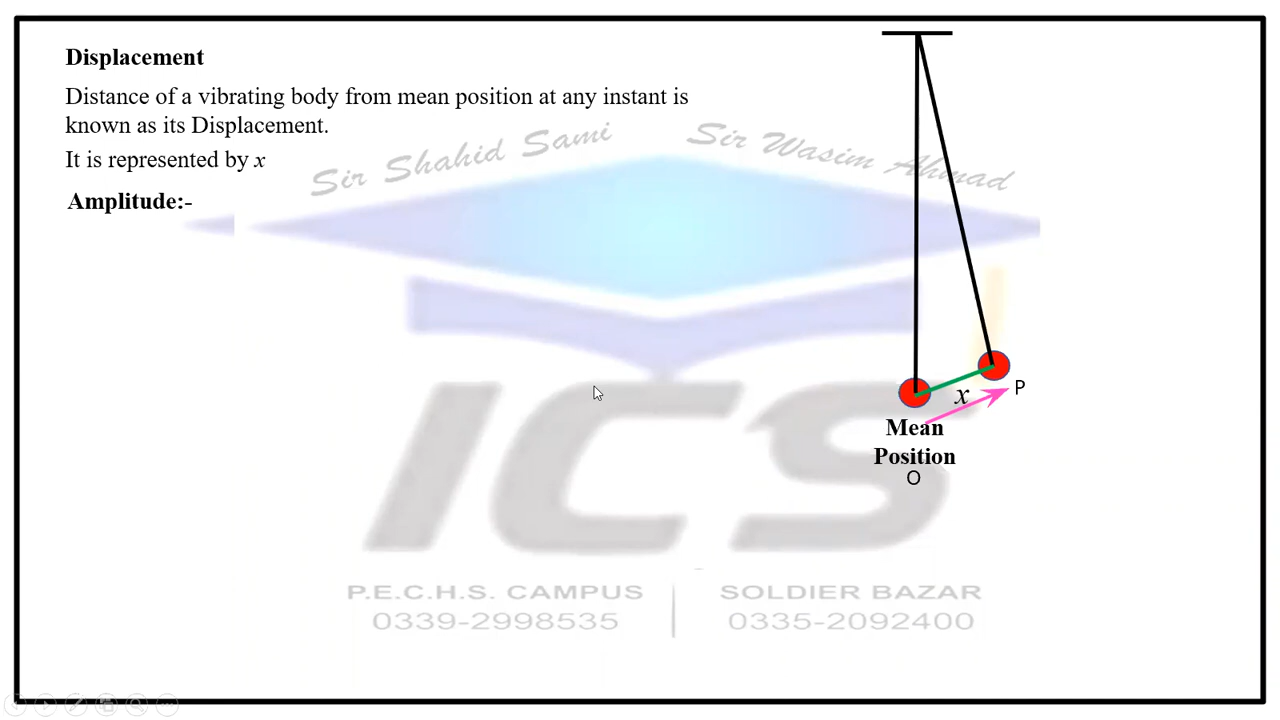 Displacement
Distance of a vibrating body from mean position at any instant is
known as its Displacement.
It is represented by x
Amplitude:-
Sir Shahid Sami
Sir Wasim Ahmad
x
P
Mean
Position
O
ICS
P.E.C.H.S. CAMPUS
0339-2998535
SOLDIER BAZAR
0335-2092400